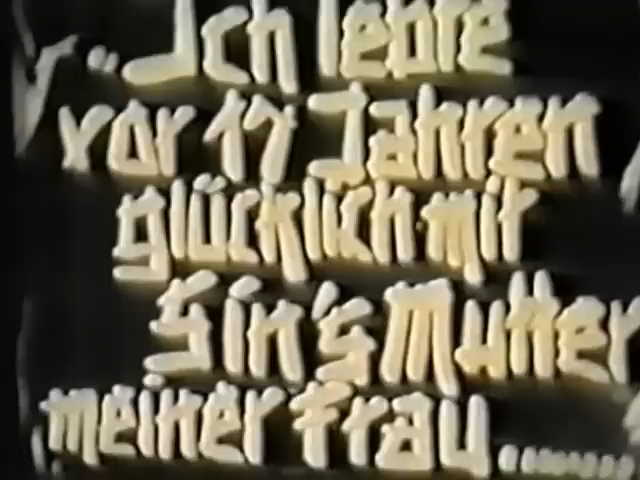 „Ich lebte
vor 17 Jahren
glücklich mit
Sin's Mutter
meiner Frau.......